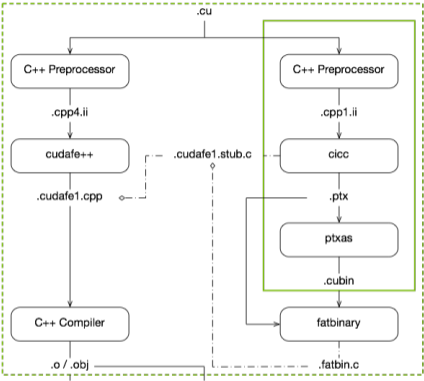 .cu
C++ Preprocessor
C++ Preprocessor
.cpp4.ii
.cpp1.ii
cudafe++
.cudafe1.stub.c
cicc
.cudafe1.cpp
.ptx
ptxas
.cubin
C++ Compiler
fatbinary
.o / .obj
.fatbin.c